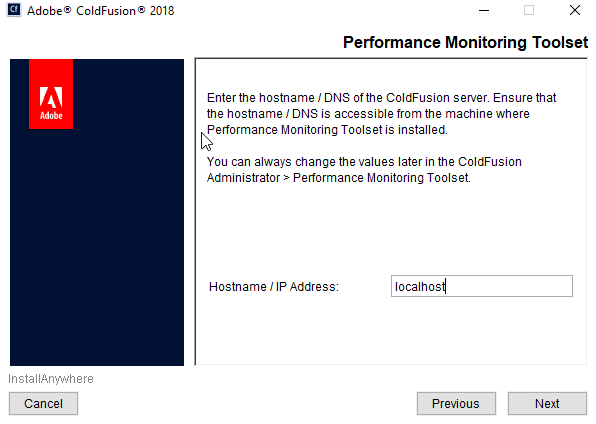 Cf Adobe® ColdFusion® 2018
Performance Monitoring Toolset
Adobe
Enter the hostname / DNS of the ColdFusion server. Ensure that
the hostname / DNS is accessible from the machine where
Performance Monitoring Toolset is installed.
You can always change the values later in the ColdFusion
Administrator > Performance Monitoring Toolset.
Hostname / IP Address:
localhost
InstallAnywhere
Cancel
Previous
Next